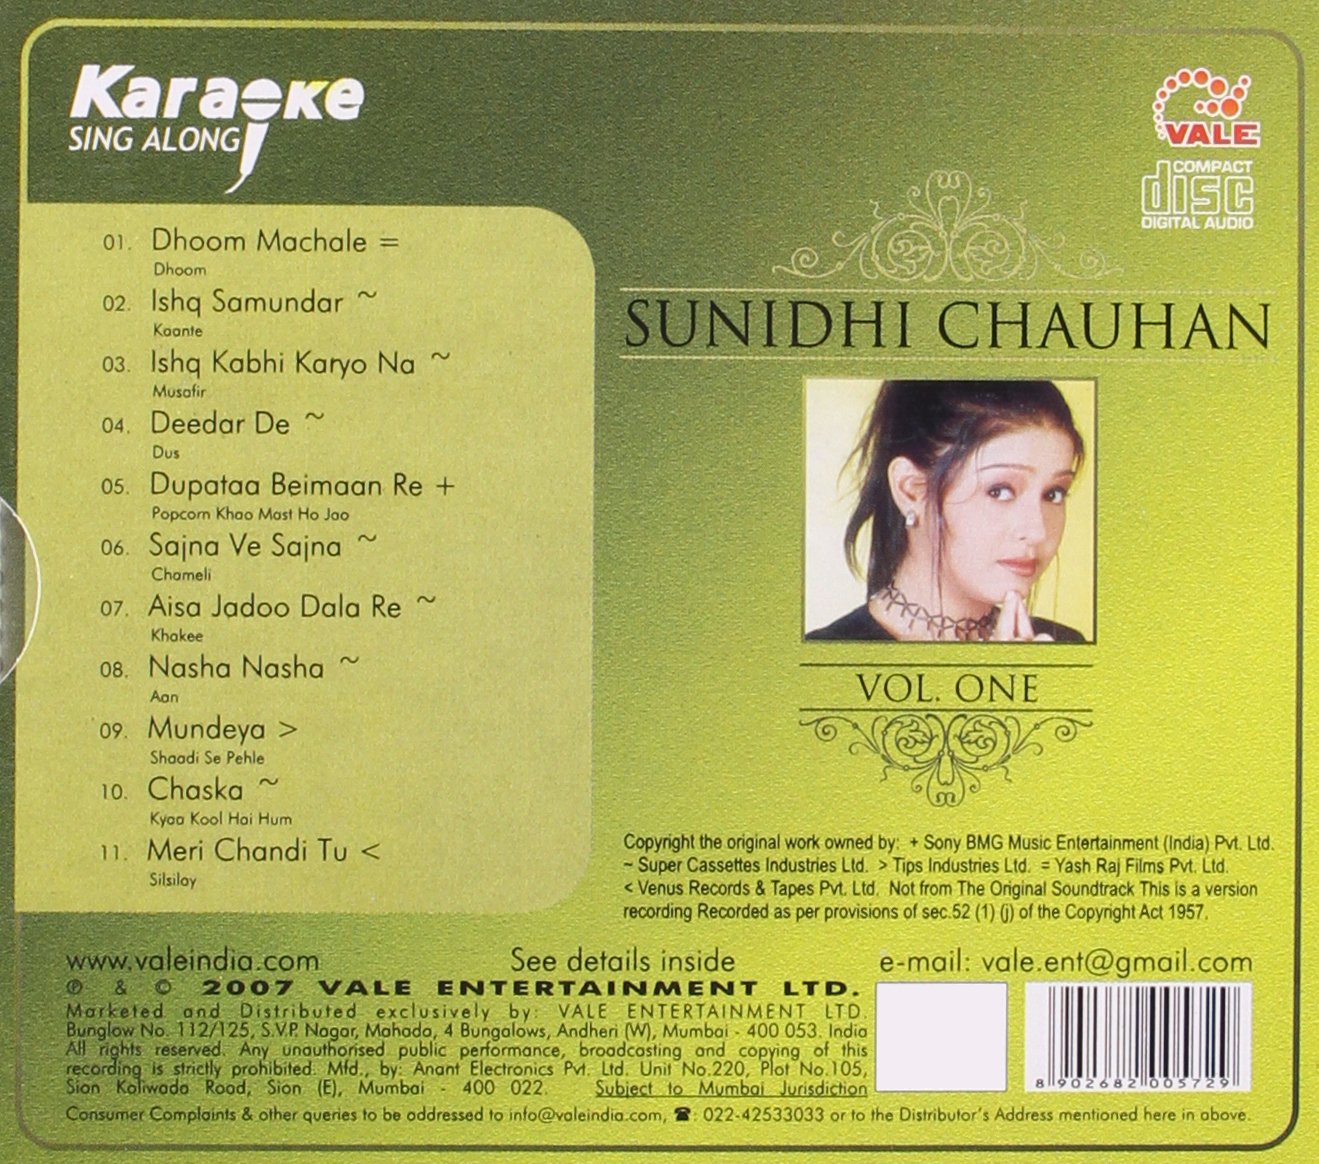 Karaoke
SING ALONG
VALE
COMPACT
disc
DIGITAL AUDIO
01. Dhoom Machale =
Dhoom
02. Ishq Samundar ~
Kaante
03. Ishq Kabhi Karyo Na ~
Musafir
04. Deedar De ~
Dus
05. Dupataa Beimaan Re +
Popcorn Khao Mast Ho Jao
06. Sajna Ve Sajna ~
Chameli
07. Aisa Jadoo Dala Re ~
Khakee
08. Nasha Nasha ~
Aan
09. Mundeya >
Shaadi Se Pehle
10. Chaska ~
Kyaa Kool Hai Hum
11. Meri Chandi Tu <
Silsilay
SUNIDHI CHAUHAN
VOL. ONE
Copyright the original work owned by: + Sony BMG Music Entertainment (India) Pvt. Ltd.
~ Super Cassettes Industries Ltd. > Tips Industries Ltd. = Yash Raj Films Pvt. Ltd.
< Venus Records & Tapes Pvt. Ltd. Not from The Original Soundtrack This is a version
recording Recorded as per provisions of sec.52 (1) (j) of the Copyright Act 1957.
www.valeindia.com See details inside e-mail: vale.ent@gmail.com
℗ & © 2007 VALE ENTERTAINMENT LTD.
Marketed and Distributed exclusively by: VALE ENTERTAINMENT LTD.
Bunglow No. 112/125, S.V.P. Nagar, Mahada, 4 Bungalows, Andheri (W), Mumbai - 400 053. India
All rights reserved. Any unauthorised public performance, broadcasting and copying of this
recording is strictly prohibited. Mfd., by: Anant Electronics Pvt. Ltd. Unit No.220, Plot No.105,
Sion Koliwada Road, Sion (E), Mumbai - 400 022. Subject to Mumbai Jurisdiction
8 902682 005729
Consumer Complaints & other queries to be addressed to info@valeindia.com, ☎: 022-42533033 or to the Distributor's Address mentioned here in above.